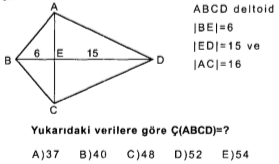 A
ABCD deltoid
|BE|=6
|ED|=15 ve
|AC|=16
B 6 E 15 D
C
Yukarıdaki verilere göre Ç(ABCD)=?
A)37 B)40 C)48 D)52 E)54